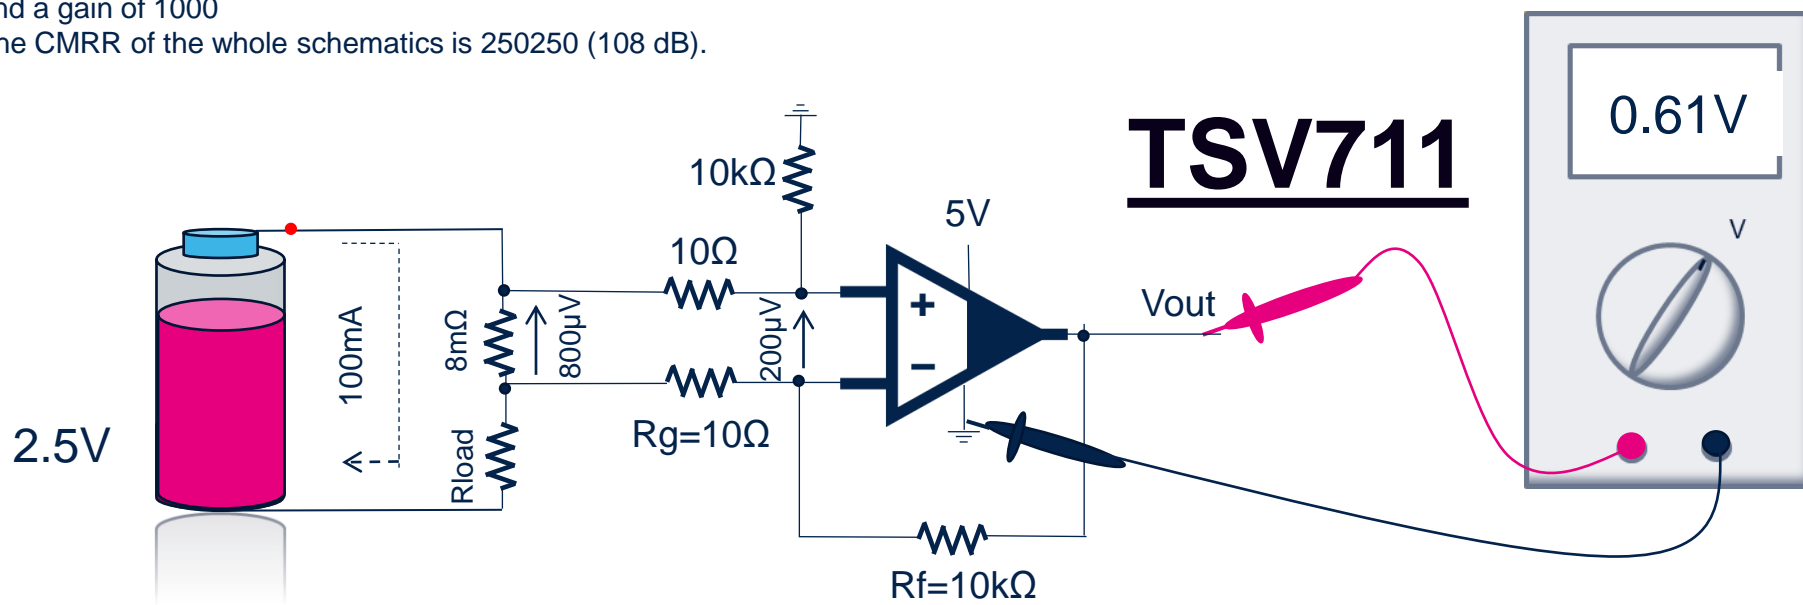 nd a gain of 1000
ne CMRR of the whole schematics is 250250 (108 dB).
0.61V
TSV711
10kΩ
5V
V
10Ω
Vout
100mA
8mΩ
800µV
200µV
2.5V
Rg=10Ω
Rload
Rf=10kΩ